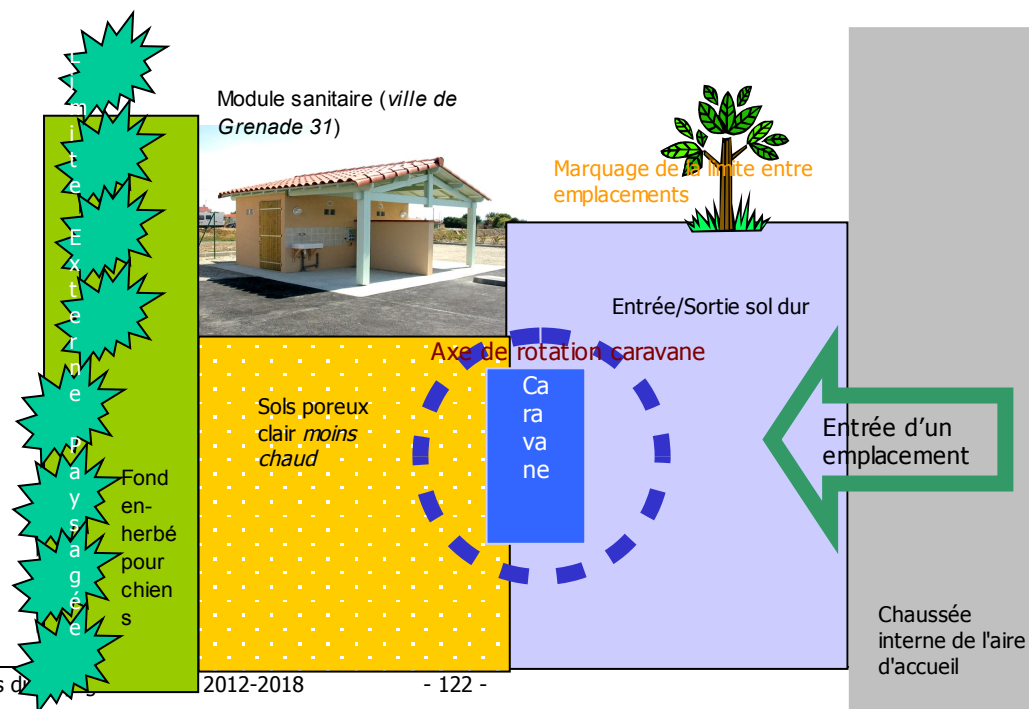 Limite Externe Paysagée
Module sanitaire (ville de
Grenade 31)
Marquage de la limite entre
emplacements
Entrée/Sortie sol dur
Axe de rotation caravane
Ca
ra
va
ne
Sols poreux
clair moins
chaud
Entrée d'un
emplacement
Fond
en-
herbé
pour
chien
s
Chaussée
interne de l'aire
d'accueil
2012-2018
- 122 -